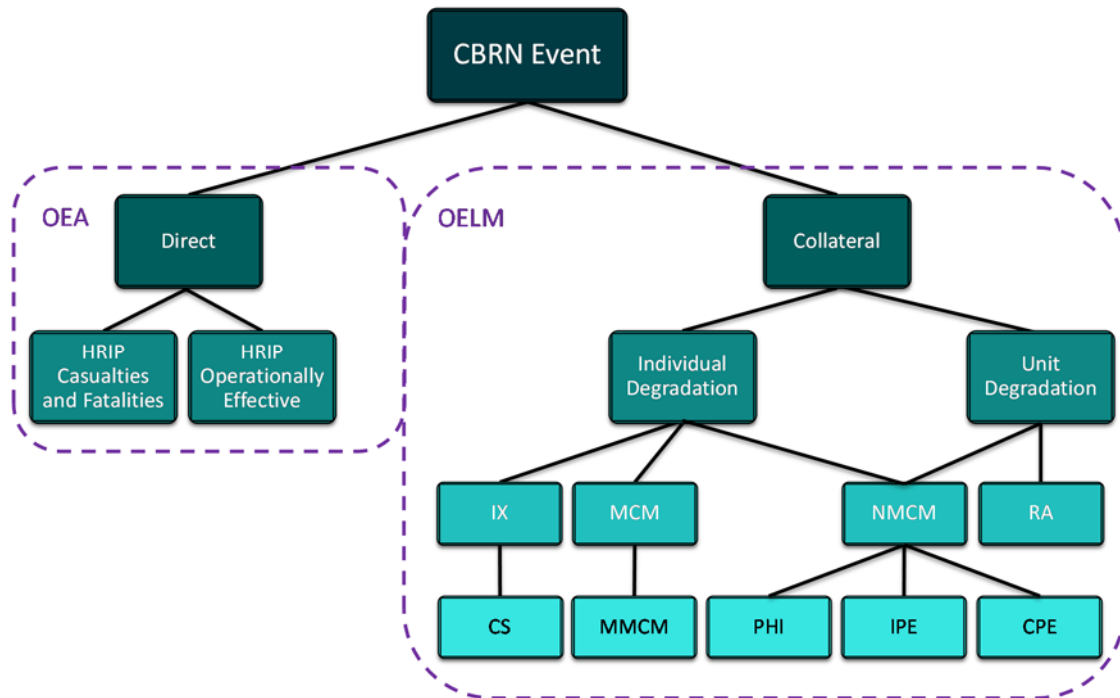 CBRN Event
OEA
OELM
Direct
Collateral
HRIP
Casualties
and Fatalities
HRIP
Operationally
Effective
Individual
Degradation
Unit
Degradation
IX
MCM
NMCM
RA
CS
MMCM
PHI
IPE
CPE